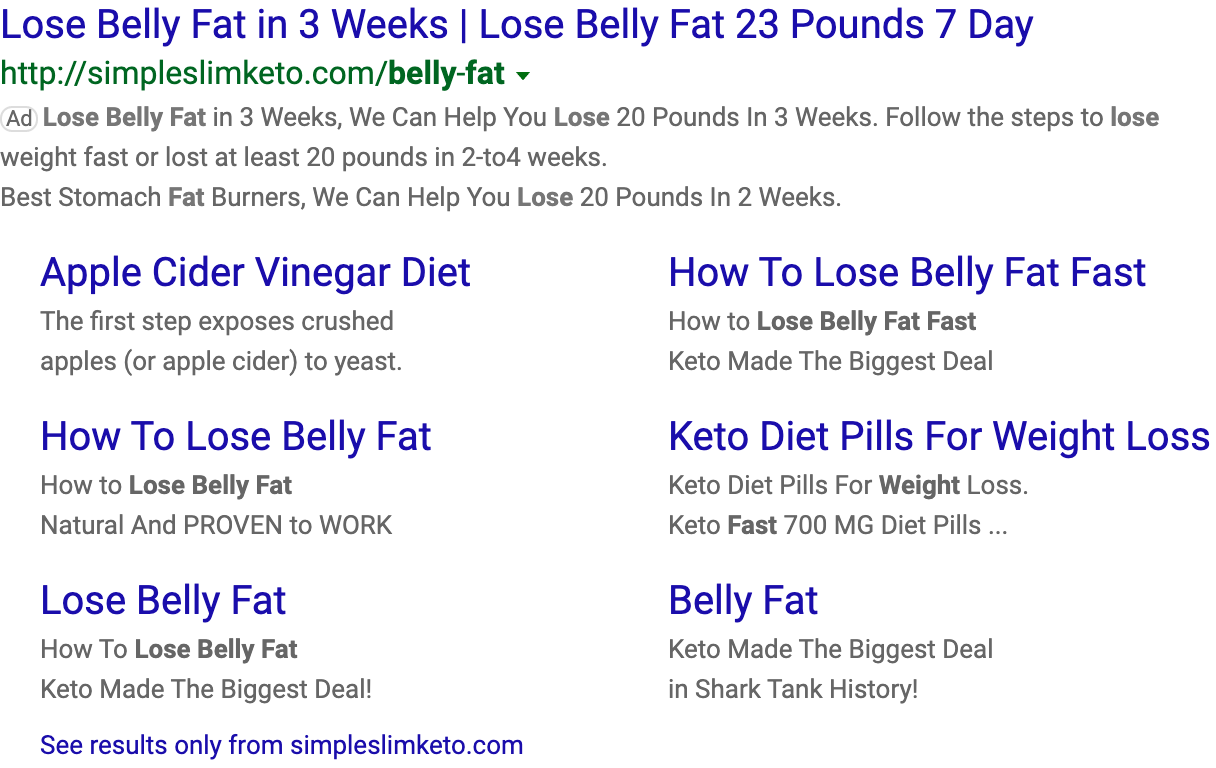 Lose Belly Fat in 3 Weeks | Lose Belly Fat 23 Pounds 7 Day
http://simpleslimketo.com/belly-fat
Ad Lose Belly Fat in 3 Weeks, We Can Help You Lose 20 Pounds In 3 Weeks. Follow the steps to lose
weight fast or lost at least 20 pounds in 2-to4 weeks.
Best Stomach Fat Burners, We Can Help You Lose 20 Pounds In 2 Weeks.
Apple Cider Vinegar Diet
The first step exposes crushed
apples (or apple cider) to yeast.
How To Lose Belly Fat Fast
How to Lose Belly Fat Fast
Keto Made The Biggest Deal
How To Lose Belly Fat
How to Lose Belly Fat
Natural And PROVEN to WORK
Keto Diet Pills For Weight Loss
Keto Diet Pills For Weight Loss.
Keto Fast 700 MG Diet Pills ...
Lose Belly Fat
How To Lose Belly Fat
Keto Made The Biggest Deal!
Belly Fat
Keto Made The Biggest Deal
in Shark Tank History!
See results only from simpleslimketo.com